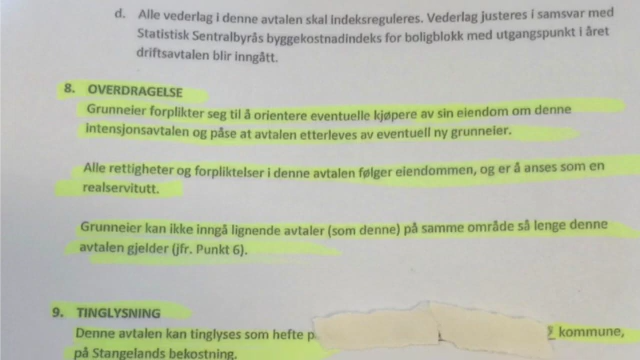 d. Alle vederlag i denne avtalen skal indeksreguleres. Vederlag justeres i samsvar med
Statistisk Sentralbyrås byggekostnadindeks for boligblokk med utgangspunkt i året
driftsavtalen blir inngått.
8. OVERDRAGELSE
Grunneier forplikter seg til å orientere eventuelle kjøpere av sin eiendom om denne
intensjonsavtalen og påse at avtalen etterleves av eventuell ny grunneier.
Alle rettigheter og forpliktelser i denne avtalen følger eiendommen, og er å anses som en
realservitutt.
Grunneier kan ikke inngå lignende avtaler (som denne) på samme område så lenge denne
avtalen gjelder (jfr. Punkt 6).
9. TINGLYSNING
Denne avtalen kan tinglyses som hefte kommune,
på Stangelands bekostning.